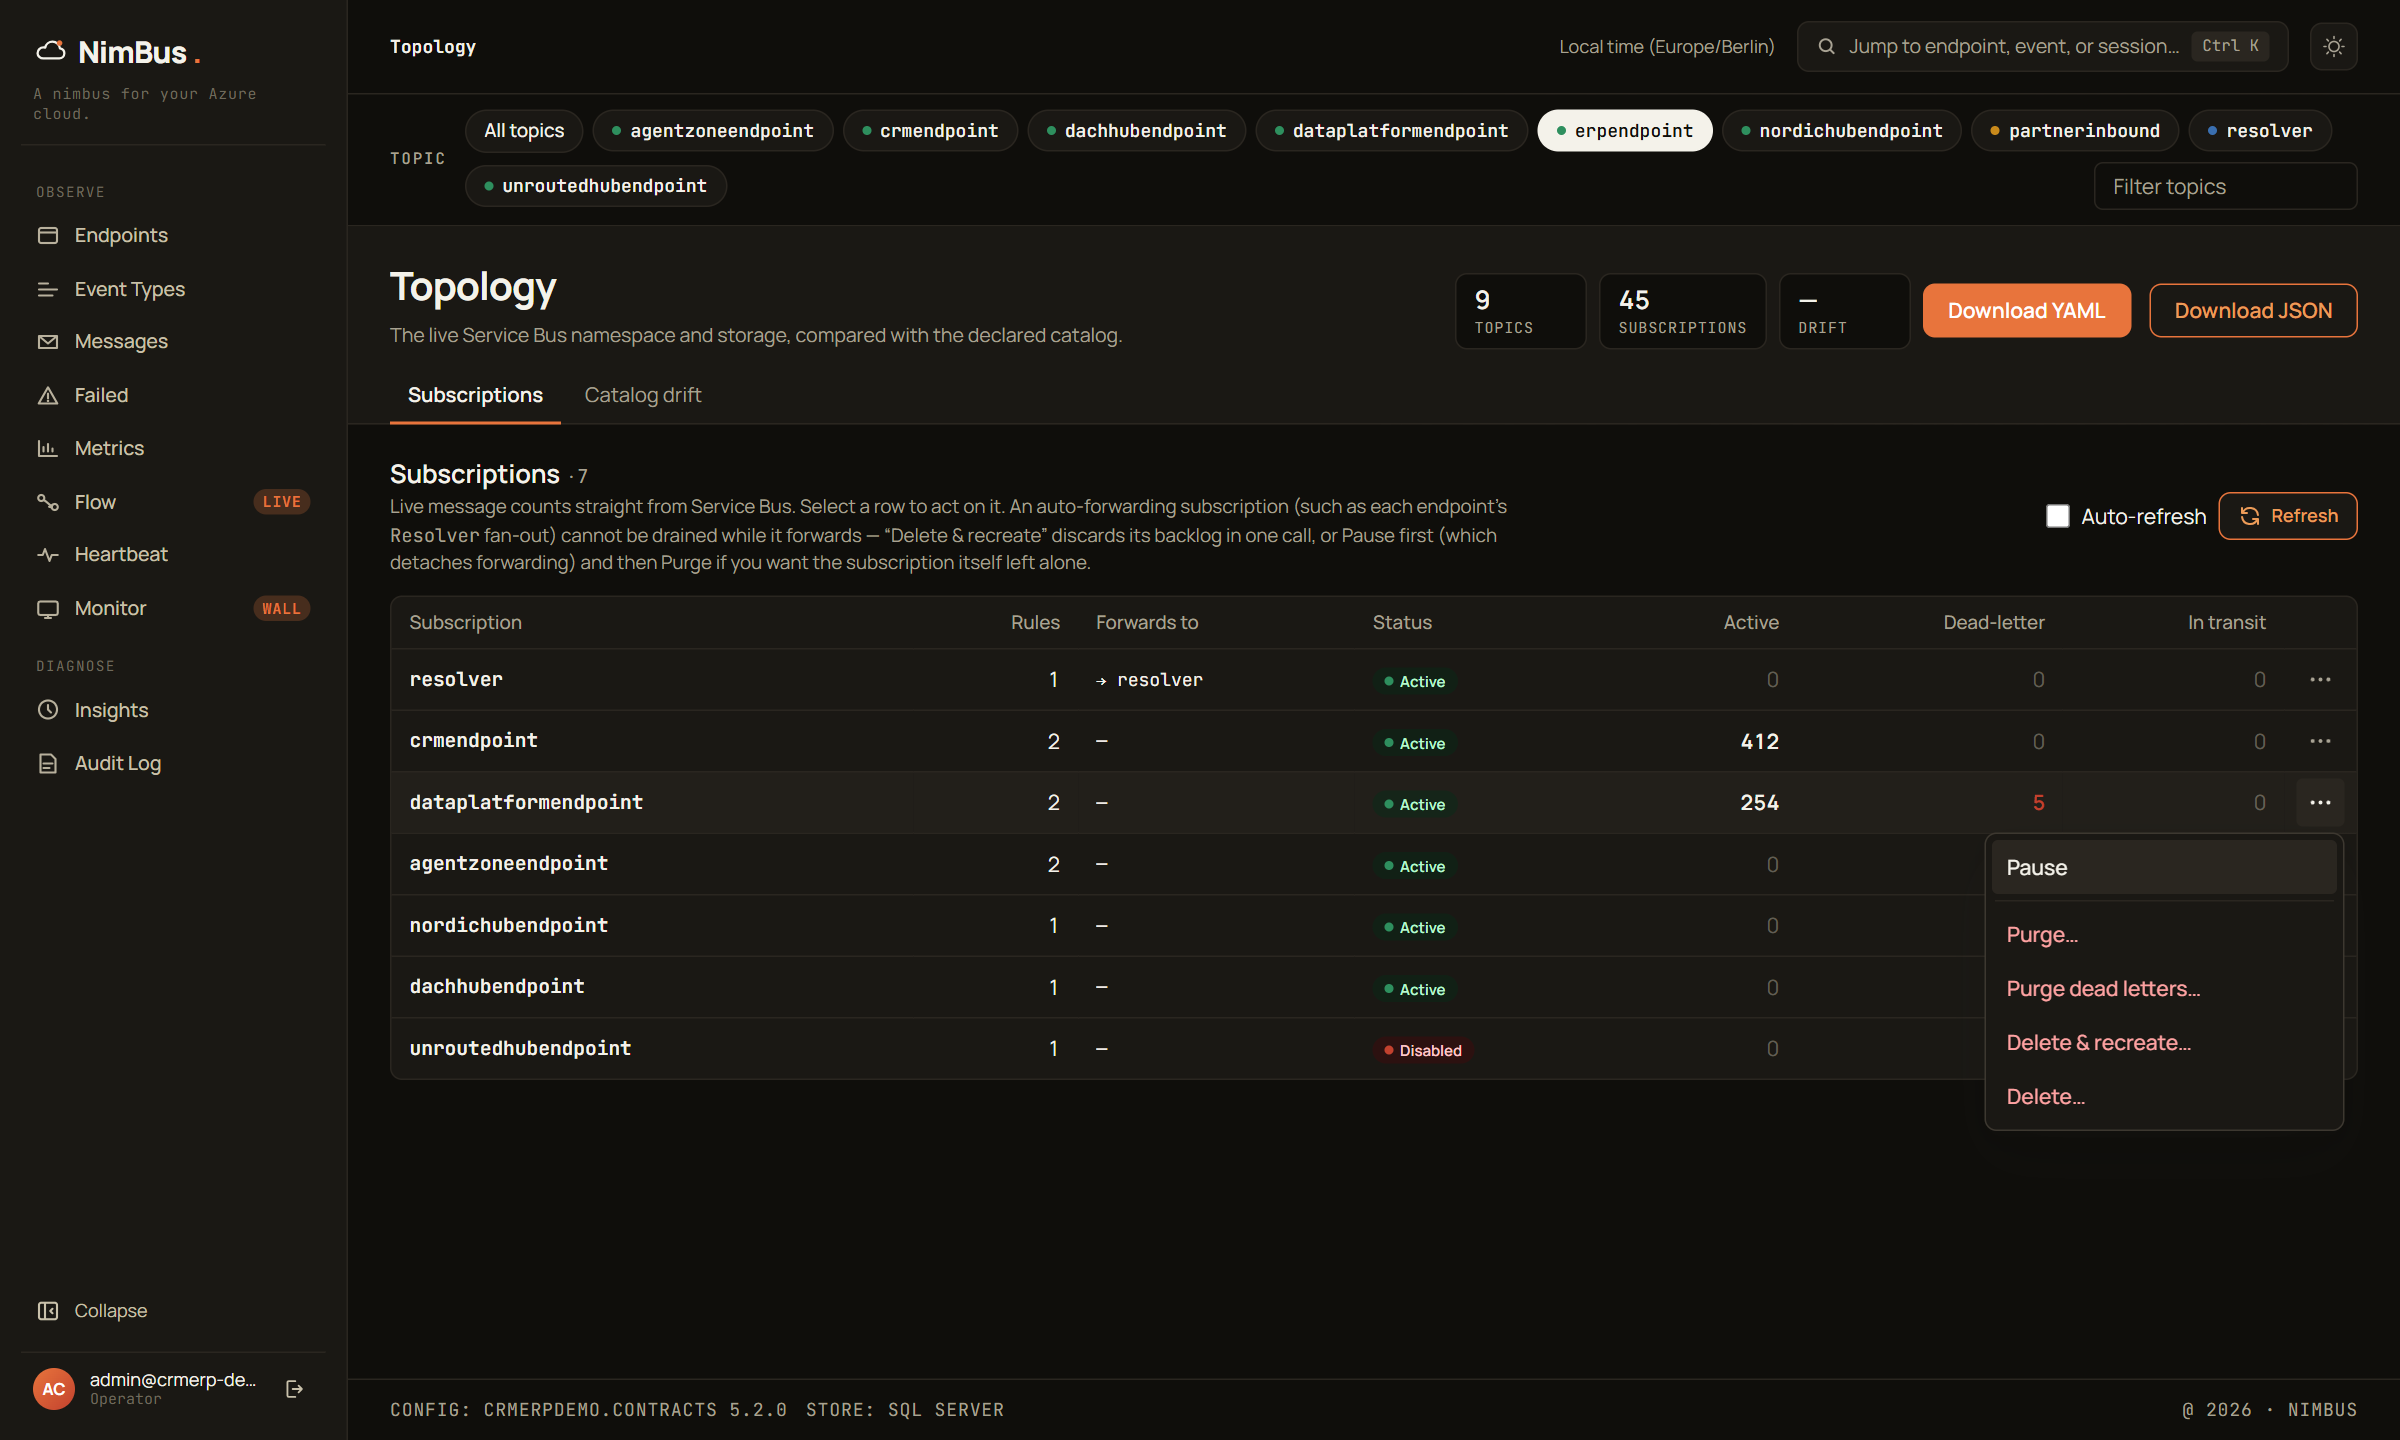 NimBus.
A nimbus for your Azure
cloud.
OBSERVE
Endpoints
Event Types
Messages
Failed
Metrics
Flow LIVE
Heartbeat
Monitor WALL
DIAGNOSE
Insights
Audit Log
Collapse
AC admin@crmerp-de...
Operator
Topology
Local time (Europe/Berlin)
Jump to endpoint, event, or session... Ctrl K
TOPIC
All topics agentzoneendpoint crmendpoint dachhubendpoint dataplatformendpoint erpendpoint nordichubendpoint partnerinbound resolver
unroutedhubendpoint
Filter topics
Topology
The live Service Bus namespace and storage, compared with the declared catalog.
9 TOPICS
45 SUBSCRIPTIONS
— DRIFT
Download YAML
Download JSON
Subscriptions Catalog drift
Subscriptions · 7
Live message counts straight from Service Bus. Select a row to act on it. An auto-forwarding subscription (such as each endpoint's
Resolver fan-out) cannot be drained while it forwards — “Delete & recreate” discards its backlog in one call, or Pause first (which
detaches forwarding) and then Purge if you want the subscription itself left alone.
Auto-refresh
Refresh
Subscription Rules Forwards to Status Active Dead-letter In transit
resolver 1 → resolver Active 0 0 0 ...
crmendpoint 2 — Active 412 0 0 ...
dataplatformendpoint 2 — Active 254 5 0 ...
agentzoneendpoint 2 — Active 0
nordichubendpoint 1 — Active 0
dachhubendpoint 1 — Active 0
unroutedhubendpoint 1 — Disabled 0
Pause
Purge...
Purge dead letters...
Delete & recreate...
Delete...
CONFIG: CRMERPDEMO.CONTRACTS 5.2.0 STORE: SQL SERVER
@ 2026 · NIMBUS